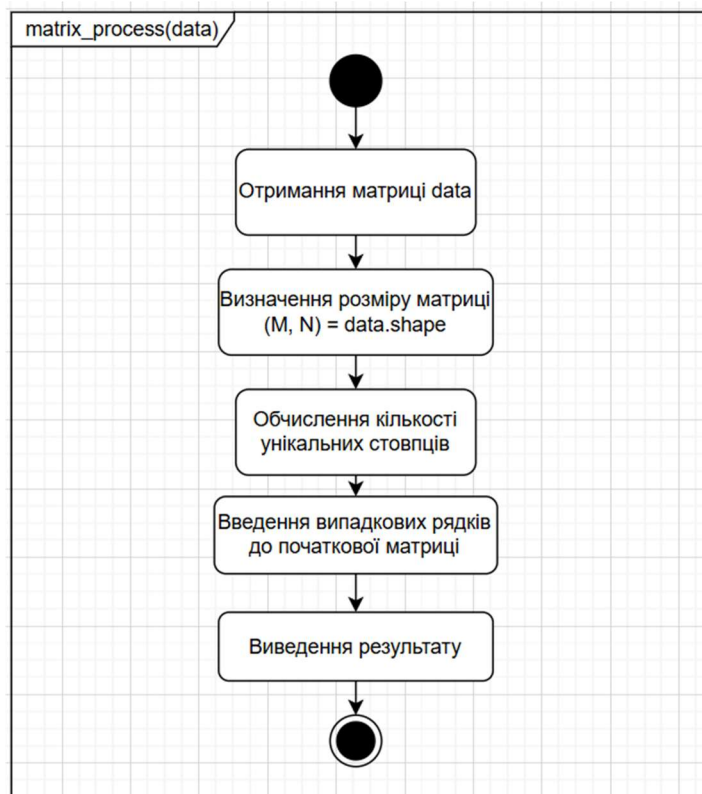 matrix_process(data)
Отримання матриці data
Визначення розміру матриці
(M, N) = data.shape
Обчислення кількості
унікальних стовпців
Введення випадкових рядків
до початкової матриці
Виведення результату